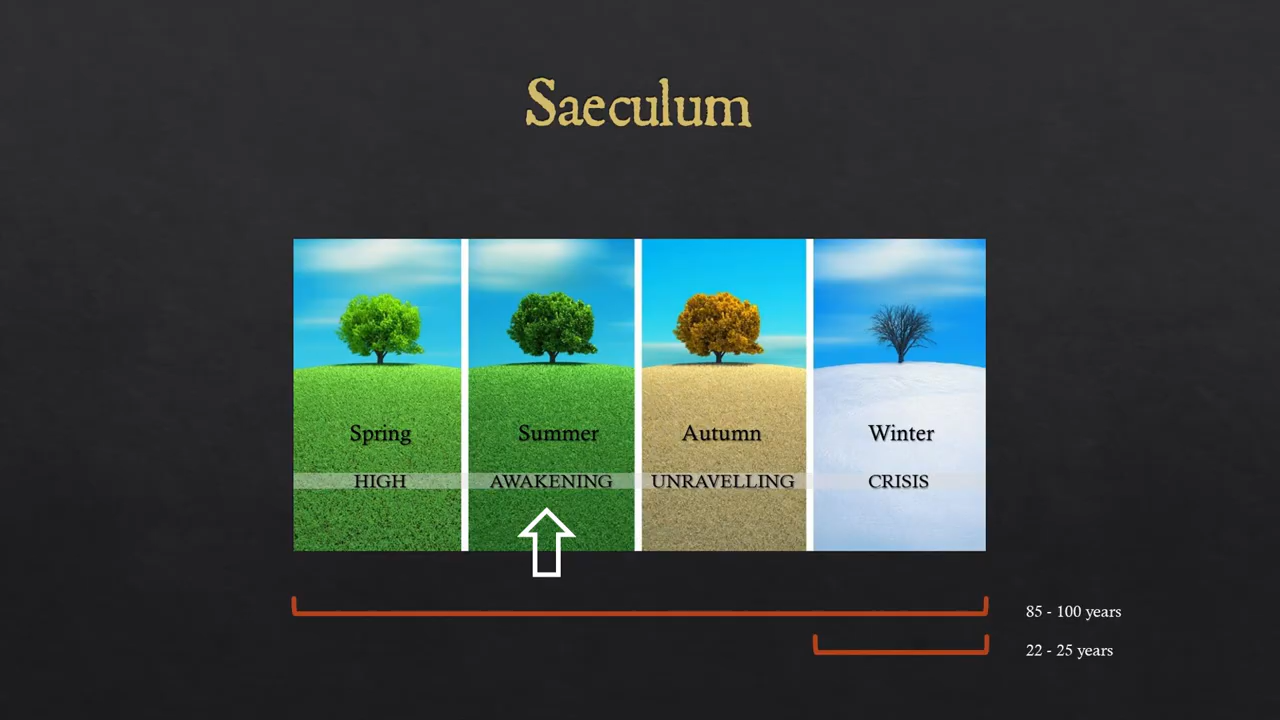 Saeculum
Spring
Summer
Autumn
Winter
HIGH
AWAKENING
UNRAVELLING
CRISIS
85 - 100 years
22 - 25 years